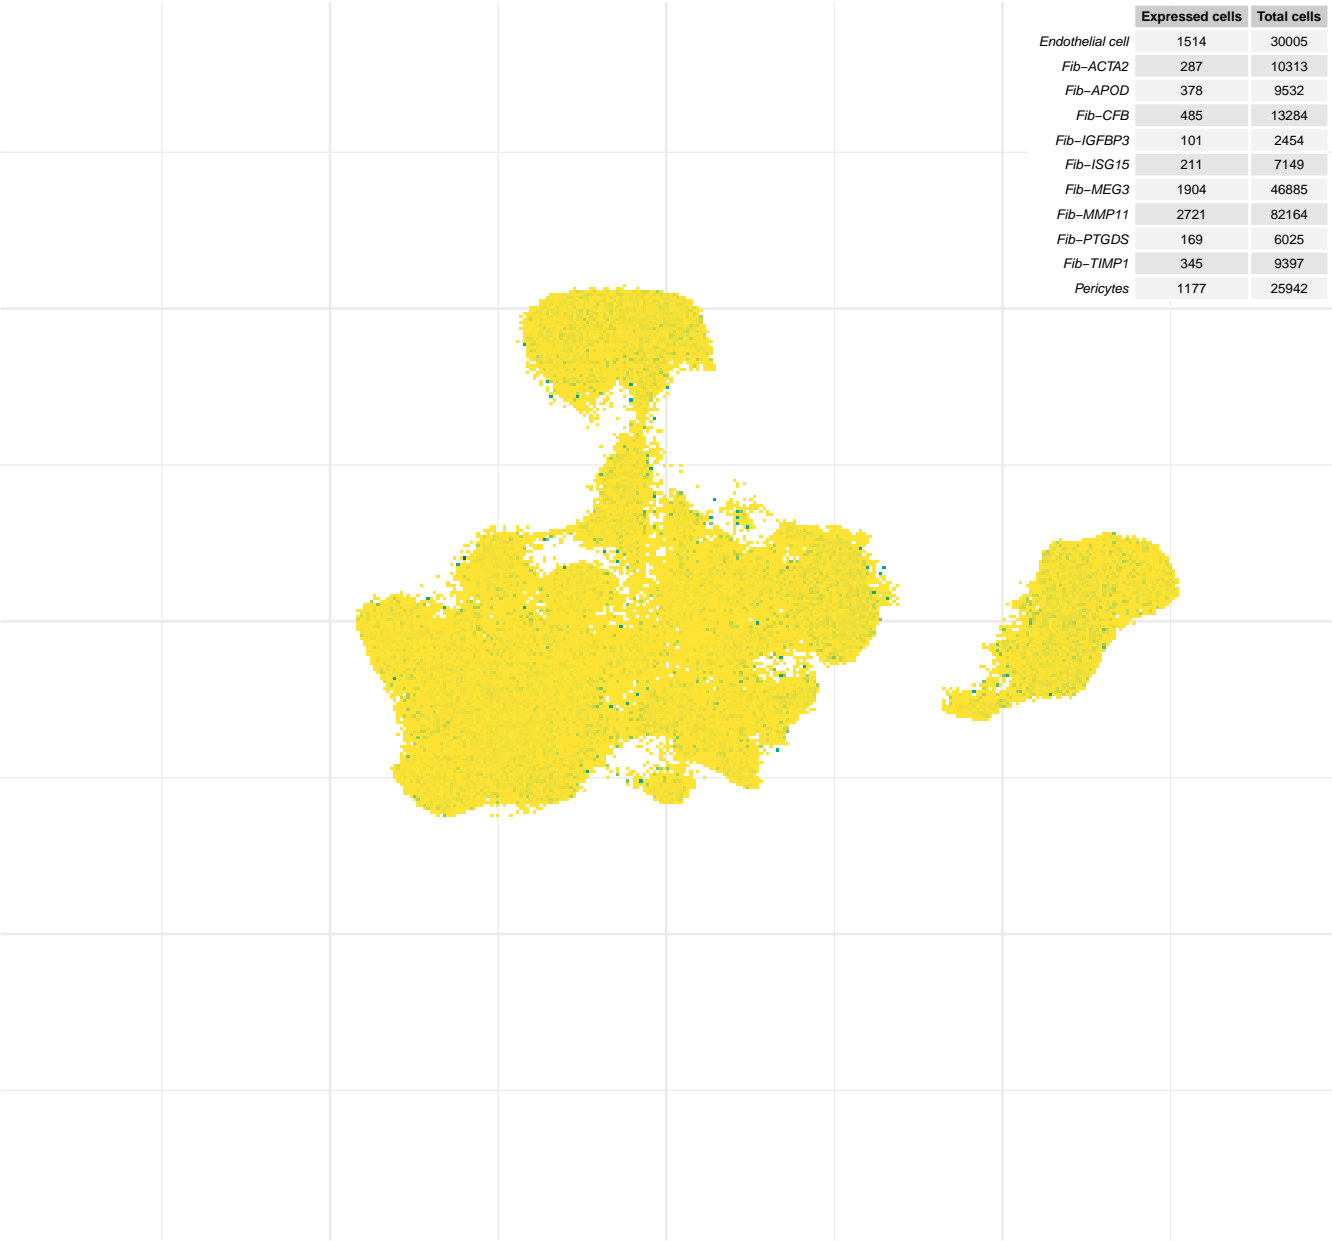 Expressed cells Total cells
Endothelial cell 1514 30005
Fib−ACTA2 287 10313
Fib−APOD 378 9532
Fib−CFB 485 13284
Fib−IGFBP3 101 2454
Fib−ISG15 211 7149
Fib−MEG3 1904 46885
Fib−MMP11 2721 82164
Fib−PTGDS 169 6025
Fib−TIMP1 345 9397
Pericytes 1177 25942